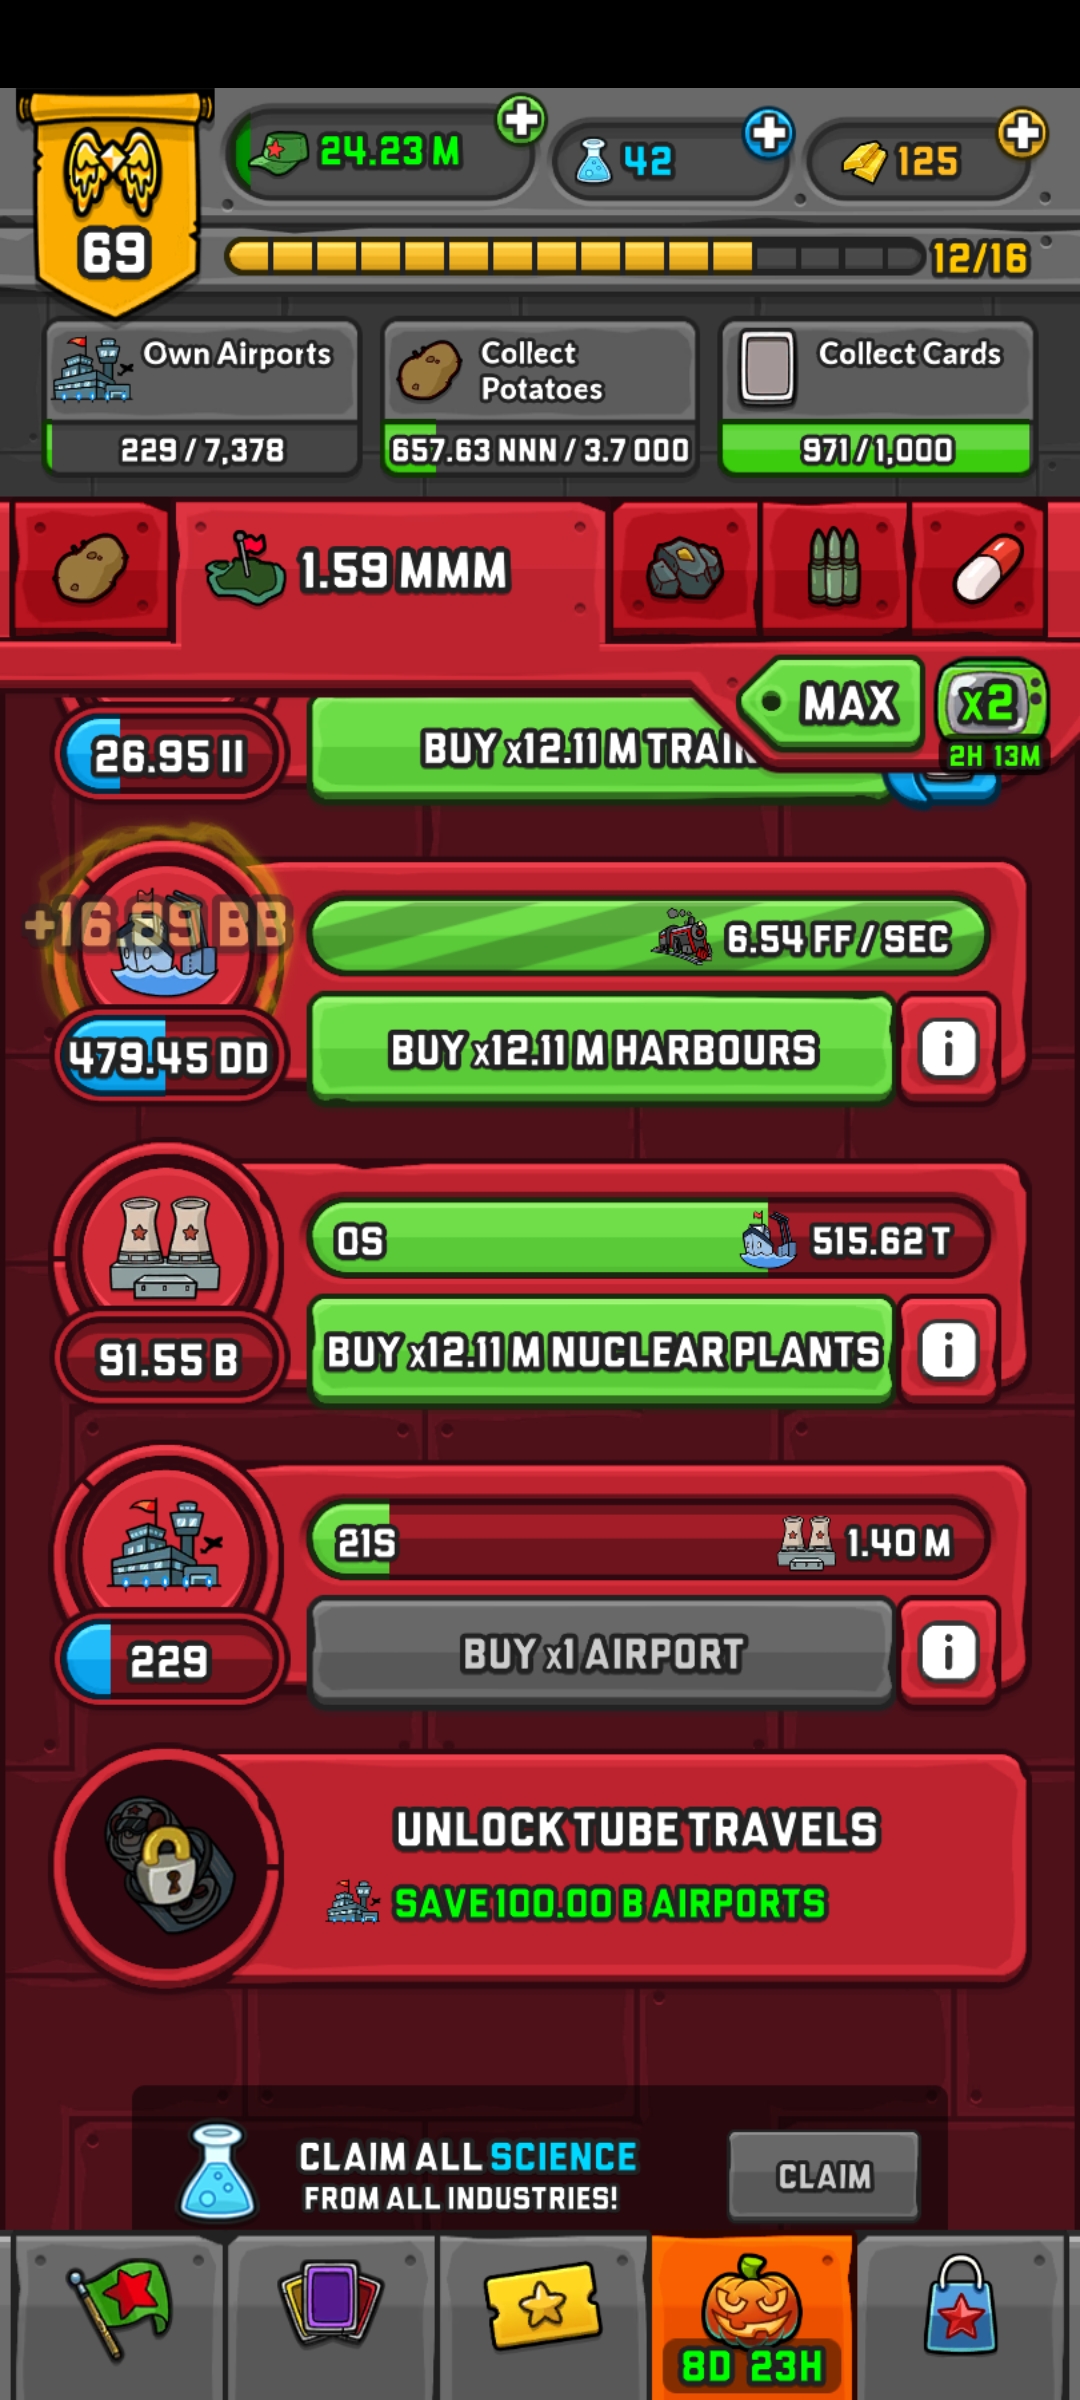 24.23 M
42
125
69
12/16
Own Airports
229 / 7,378
Collect
Potatoes
657.63 NNN / 3.7 OOO
Collect Cards
971 / 1,000
1.59 MMM
MAX
x2
2H 13M
26.95 II
BUY x12.11 M
+16.89 BB
6.54 FF / SEC
479.45 DD
BUY x12.11 M HARBOURS
i
0S
515.62 T
91.55 B
BUY x12.11 M NUCLEAR PLANTS
i
21S
1.40 M
229
BUY x1 AIRPORT
i
UNLOCK TUBE TRAVELS
SAVE 100.00 B AIRPORTS
CLAIM ALL SCIENCE
FROM ALL INDUSTRIES!
CLAIM
8D 23H